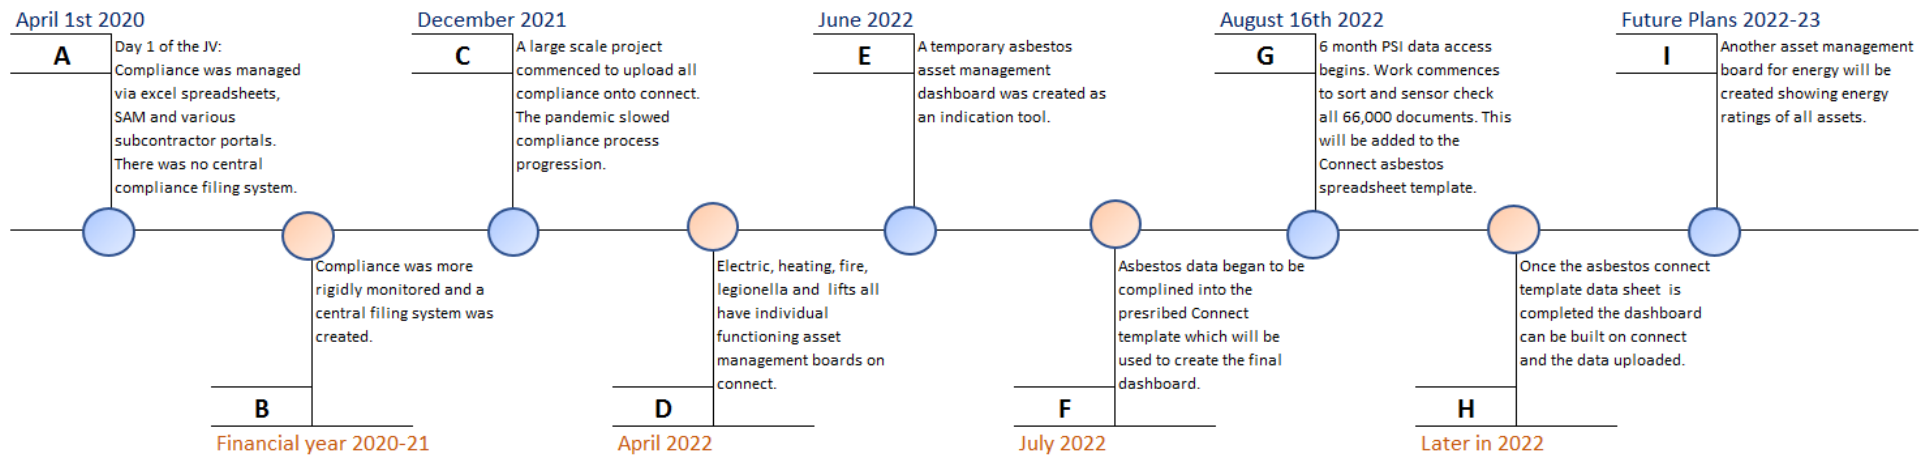 April 1st 2020
A
Day 1 of the JV:
Compliance was managed
via excel spreadsheets,
SAM and various
subcontractor portals.
There was no central
compliance filing system.
B
Compliance was more
rigidly monitored and a
central filing system was
created.
Financial year 2020-21
December 2021
C
A large scale project
commenced to upload all
compliance onto connect.
The pandemic slowed
compliance process
progression.
D
Electric, heating, fire,
legionella and lifts all
have individual
functioning asset
management boards on
connect.
April 2022
June 2022
E
A temporary asbestos
asset management
dashboard was created as
an indication tool.
F
Asbestos data began to be
complined into the
presribed Connect
template which will be
used to create the final
dashboard.
July 2022
August 16th 2022
G
6 month PSI data access
begins. Work commences
to sort and sensor check
all 66,000 documents. This
will be added to the
Connect asbestos
spreadsheet template.
H
Once the asbestos connect
template data sheet is
completed the dashboard
can be built on connect
and the data uploaded.
Later in 2022
Future Plans 2022-23
I
Another asset management
board for energy will be
created showing energy
ratings of all assets.